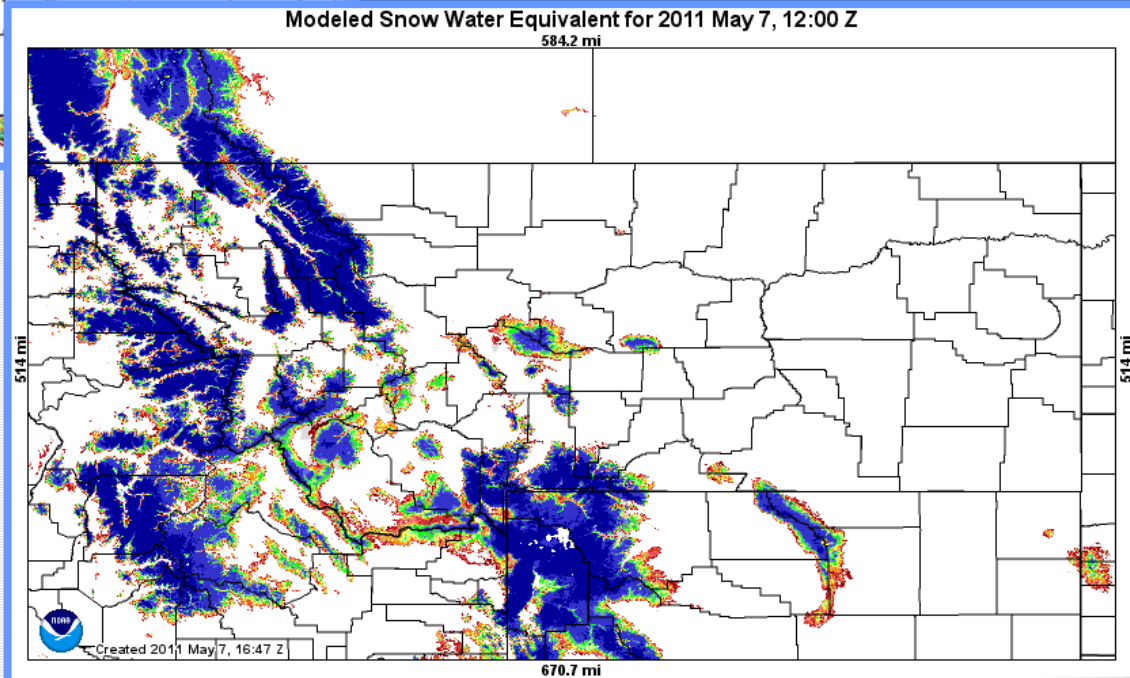 Modeled Snow Water Equivalent for 2011 May 7, 12:00 Z
584.2 mi
514 mi
514 mi
NOAA
Created 2011 May 7, 16:47 Z
670.7 mi